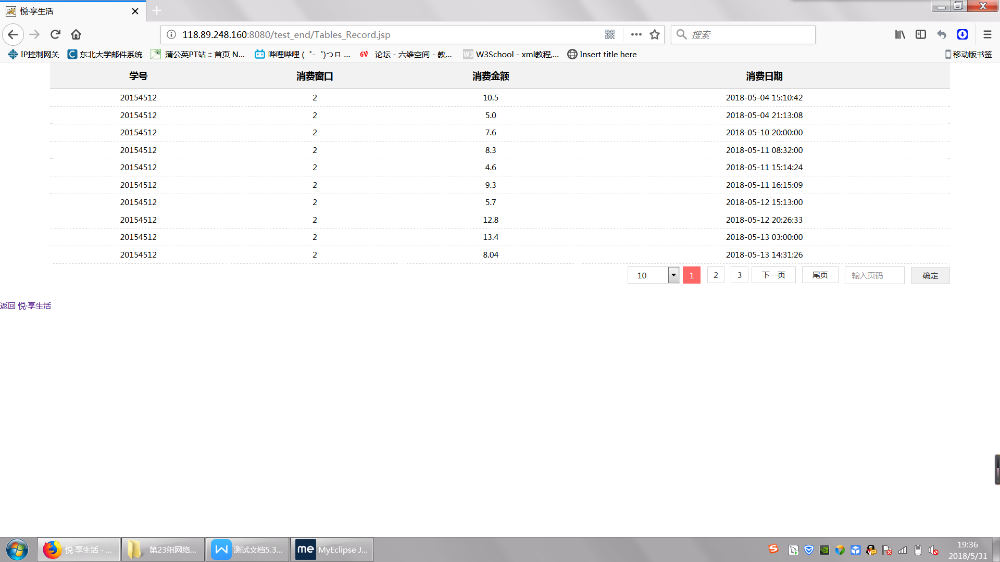 悦·享生活
118.89.248.160:8080/test_end/Tables_Record.jsp
搜索
IP控制网关 东北大学邮件系统 蒲公英PT站 :: 首页 N... 哔哩哔哩 ( ゜- ゜)つロ ... 6V 论坛 - 六维空间 - 教... W3 W3School - xml教程,... Insert title here 移动版书签
学号 消费窗口 消费金额 消费日期
20154512 2 10.5 2018-05-04 15:10:42
20154512 2 5.0 2018-05-04 21:13:08
20154512 2 7.6 2018-05-10 20:00:00
20154512 2 8.3 2018-05-11 08:32:00
20154512 2 4.6 2018-05-11 15:14:24
20154512 2 9.3 2018-05-11 16:15:09
20154512 2 5.7 2018-05-12 15:13:00
20154512 2 12.8 2018-05-12 20:26:33
20154512 2 13.4 2018-05-13 03:00:00
20154512 2 8.04 2018-05-13 14:31:26
10 1 2 3 下一页 尾页 输入页码 确定
返回 悦·享生活
悦·享生活 - ... 第23组网络... 测试文档5.3... me MyEclipse J...
19:36
2018/5/31